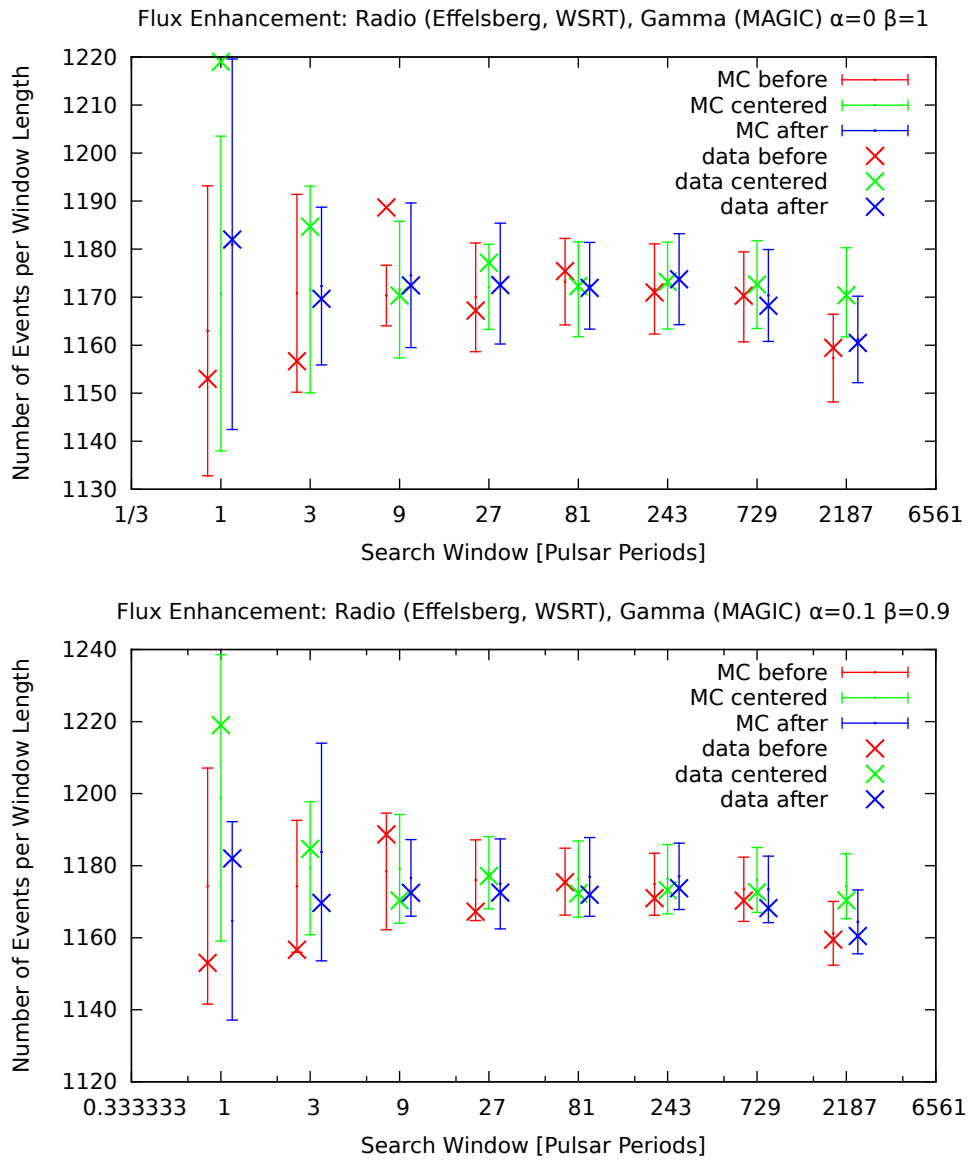 Flux Enhancement: Radio (Effelsberg, WSRT), Gamma (MAGIC) α=0 β=1
Number of Events per Window Length
1220
1210
1200
1190
1180
1170
1160
1150
1140
1130
MC before
MC centered
MC after
data before
data centered
data after
1/3 1 3 9 27 81 243 729 2187 6561
Search Window [Pulsar Periods]
Flux Enhancement: Radio (Effelsberg, WSRT), Gamma (MAGIC) α=0.1 β=0.9
Number of Events per Window Length
1240
1220
1200
1180
1160
1140
1120
MC before
MC centered
MC after
data before
data centered
data after
0.333333 1 3 9 27 81 243 729 2187 6561
Search Window [Pulsar Periods]